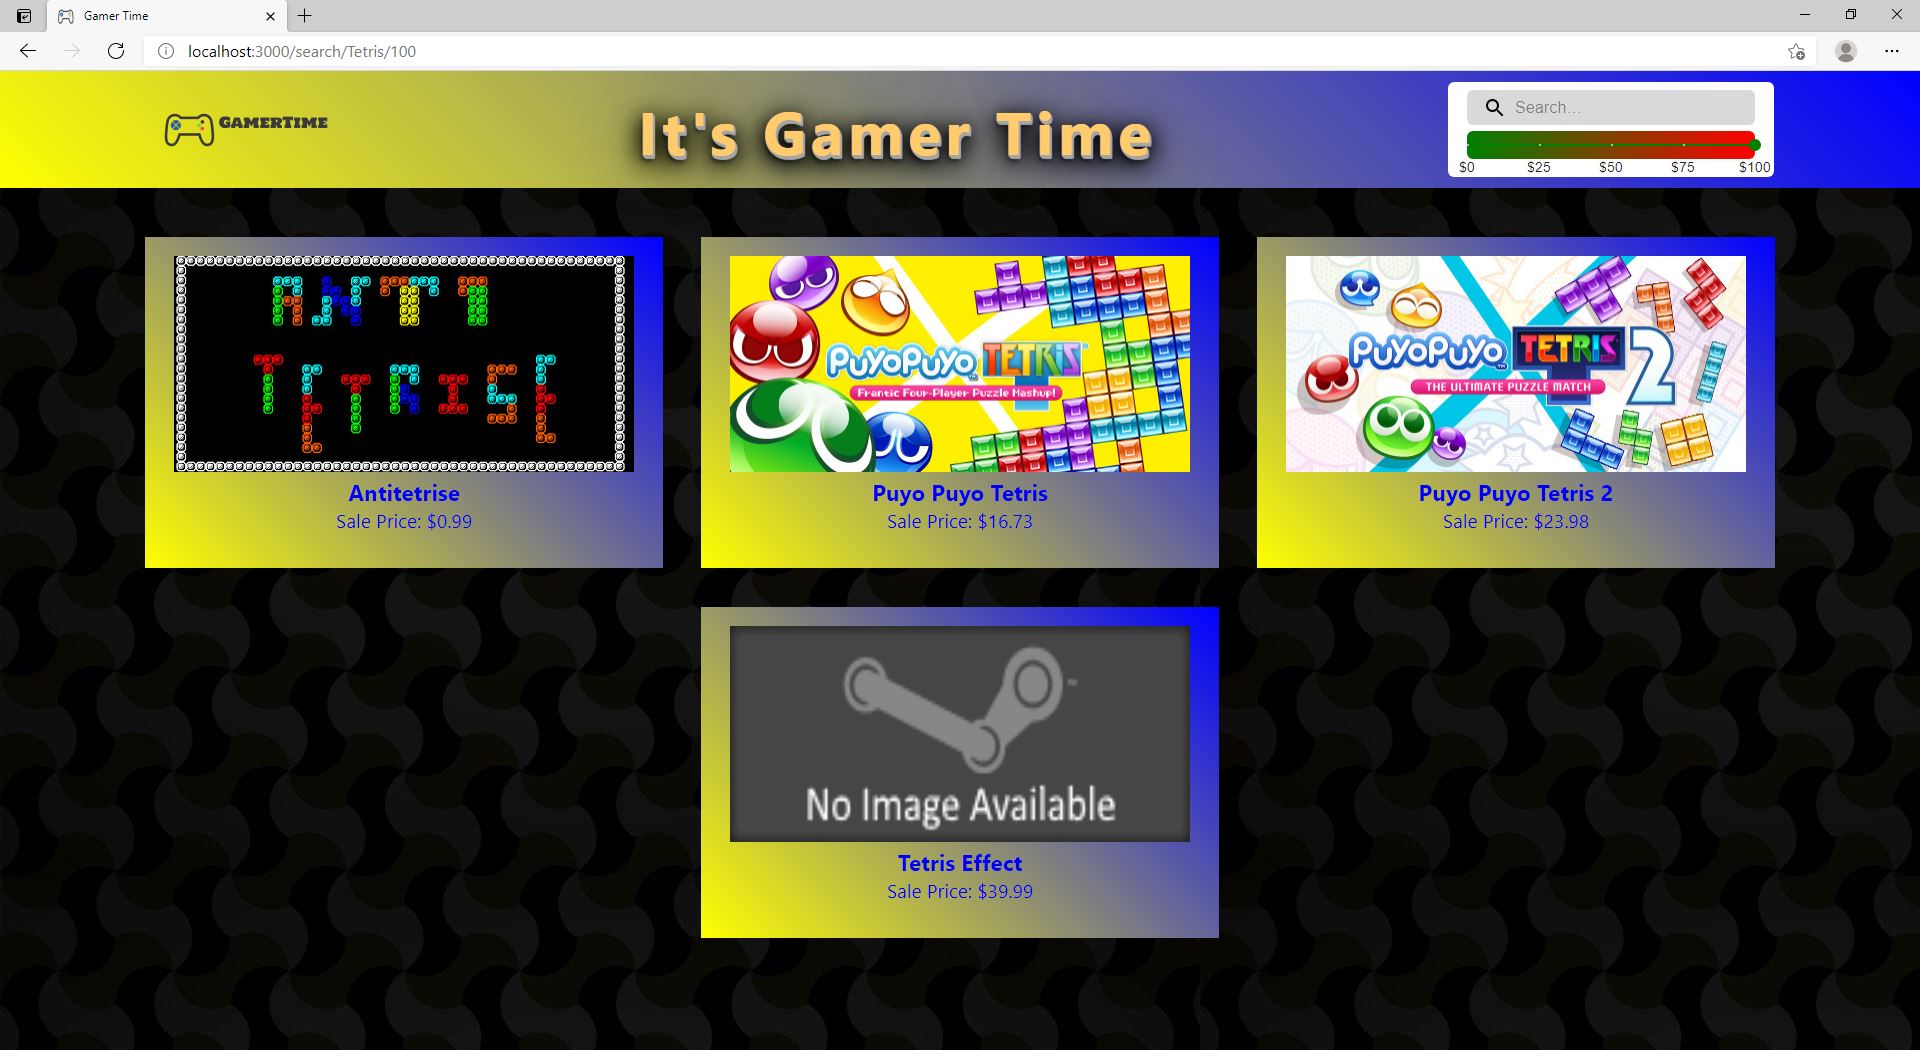 Gamer Time
localhost:3000/search/Tetris/100
GAMERTIME
It's Gamer Time
Search...
$0 $25 $50 $75 $100
ANTI
TETRISE
PuyoPuyo TETRIS
Frantic Four-Player Puzzle Mashup!
PuyoPuyo TETRIS 2
THE ULTIMATE PUZZLE MATCH
Antitetrise
Sale Price: $0.99
Puyo Puyo Tetris
Sale Price: $16.73
Puyo Puyo Tetris 2
Sale Price: $23.98
No Image Available
Tetris Effect
Sale Price: $39.99